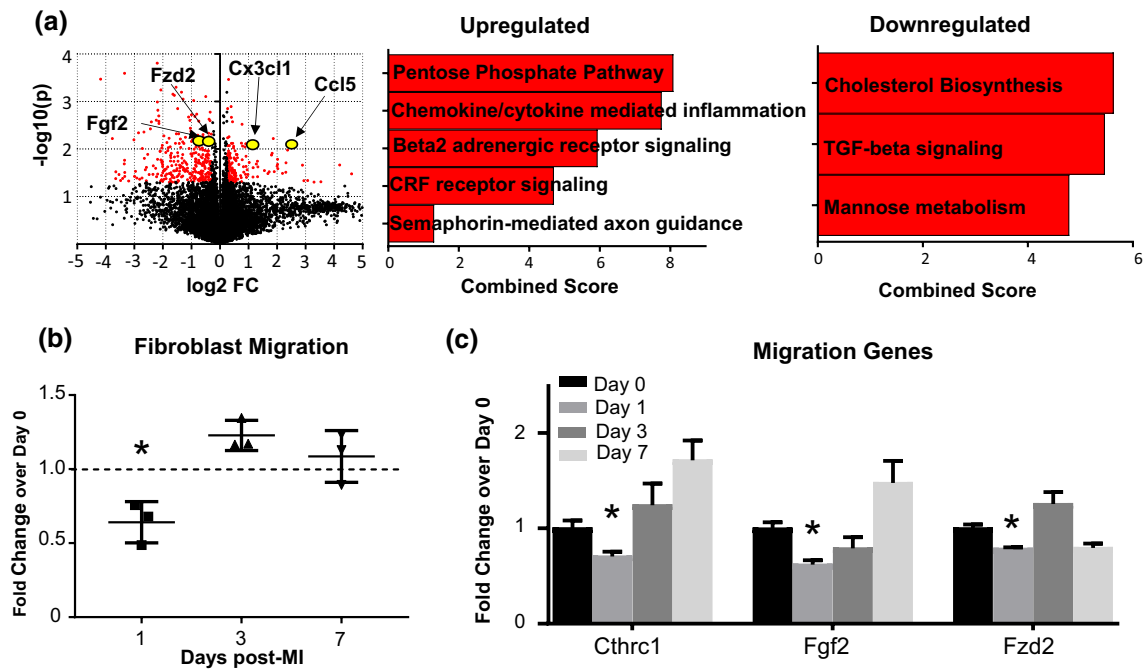 (a)
Upregulated
Downregulated
-log10(p)
4
3
2
1
Fzd2
Cx3cl1
Ccl5
Fgf2
-5 -4 -3 -2 -1 0 1 2 3 4 5
log2 FC
Pentose Phosphate Pathway
Chemokine/cytokine mediated inflammation
Beta2 adrenergic receptor signaling
CRF receptor signaling
Semaphorin-mediated axon guidance
0 2 4 6 8
Combined Score
Cholesterol Biosynthesis
TGF-beta signaling
Mannose metabolism
0 2 4 6
Combined Score
(b)
Fibroblast Migration
Fold Change over Day 0
1.5
1.0
0.5
0
*
1 3 7
Days post-MI
(c)
Migration Genes
Fold Change over Day 0
2
1
0
Day 0
Day 1
Day 3
Day 7
* * *
Cthrc1 Fgf2 Fzd2